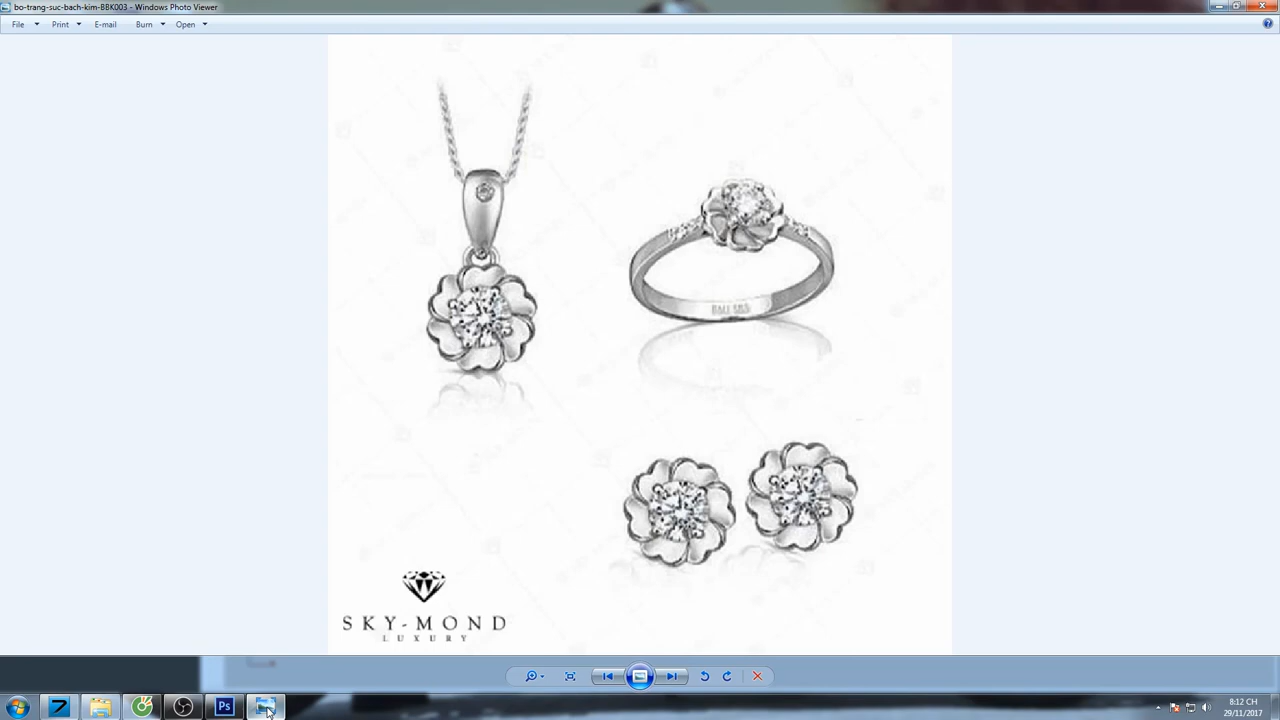 bo-trang-suc-bach-kim-BBK003 - Windows Photo Viewer
File Print E-mail Burn Open
SKY-MOND
LUXURY
Ps
8:12 CH
29/11/2017